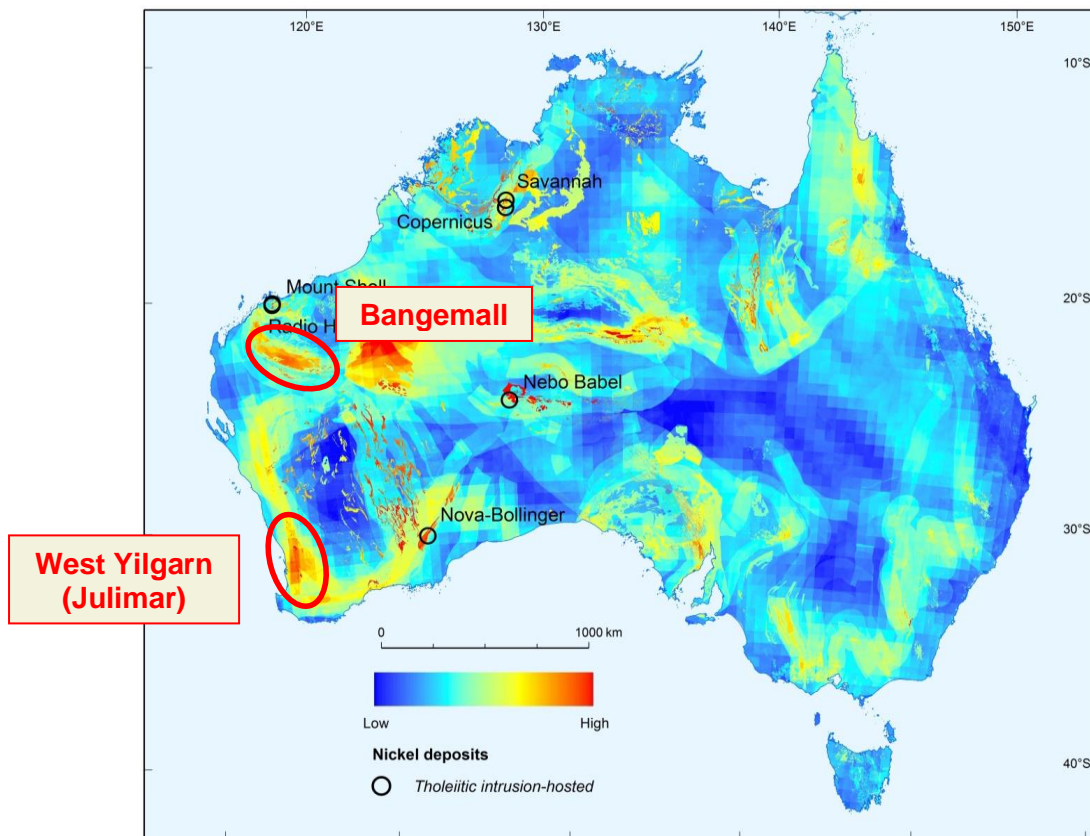 120°E
130°E
140°E
150°E
10°S
Savannah
Copernicus
20°S
Mount Sholl
Radio H
Bangemall
Nebo Babel
Nova-Bollinger
30°S
West Yilgarn
(Julimar)
0
1000 km
Low
High
Nickel deposits
Tholeiitic intrusion-hosted
40°S